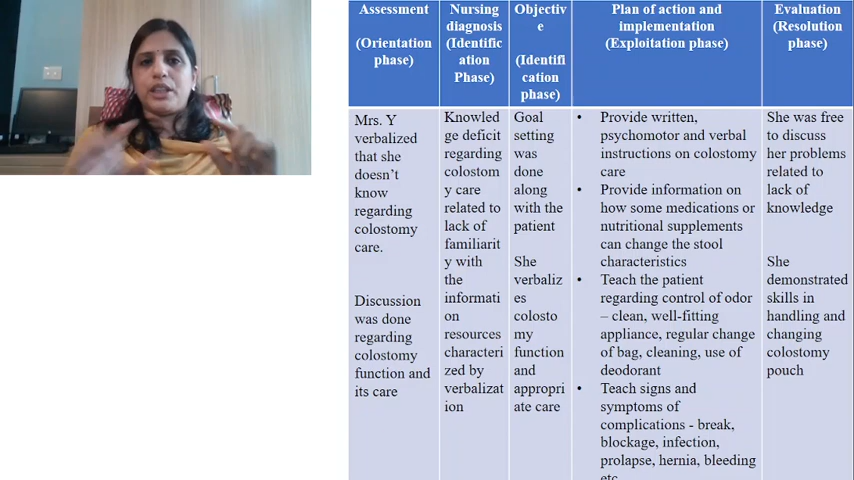 Assessment
(Orientation
phase)
Nursing
diagnosis
(Identific
ation
Phase)
Objectiv
e
(Identifi
cation
phase)
Plan of action and
implementation
(Exploitation phase)
Evaluation
(Resolution
phase)
Mrs. Y
verbalized
that she
doesn't
know
regarding
colostomy
care.
Discussion
was done
regarding
colostomy
function and
its care
Knowled
ge deficit
regarding
colostom
y care
related to
lack of
familiarit
y with
the
informati
on
resources
characteri
zed by
verbalizat
ion
Goal
setting
was
done
along
with the
patient
She
verbaliz
es
colosto
my
function
and
appropri
ate care
• Provide written,
psychomotor and verbal
instructions on colostomy
care
• Provide information on
how some medications or
nutritional supplements
can change the stool
characteristics
• Teach the patient
regarding control of odor
– clean, well-fitting
appliance, regular change
of bag, cleaning, use of
deodorant
• Teach signs and
symptoms of
complications - break,
blockage, infection,
prolapse, hernia, bleeding
etc
She was free
to discuss
her problems
related to
lack of
knowledge
She
demonstrated
skills in
handling and
changing
colostomy
pouch